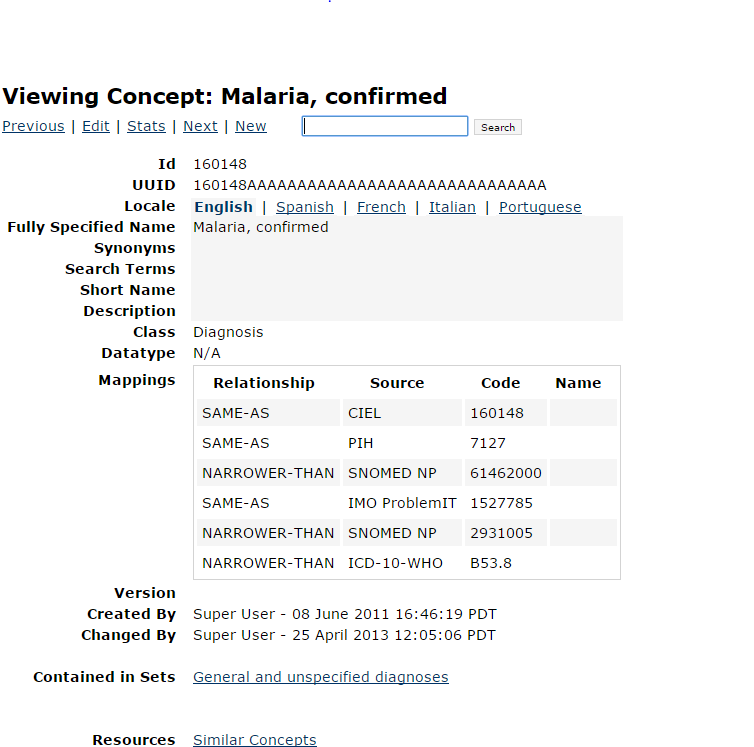 Viewing Concept: Malaria, confirmed
Previous | Edit | Stats | Next | New Search
Id 160148
UUID 160148AAAAAAAAAAAAAAAAAAAAAAAAAAAAAA
Locale English | Spanish | French | Italian | Portuguese
Fully Specified Name Malaria, confirmed
Synonyms
Search Terms
Short Name
Description
Class Diagnosis
Datatype N/A
Mappings Relationship Source Code Name
SAME-AS CIEL 160148
SAME-AS PIH 7127
NARROWER-THAN SNOMED NP 61462000
SAME-AS IMO ProblemIT 1527785
NARROWER-THAN SNOMED NP 2931005
NARROWER-THAN ICD-10-WHO B53.8
Version
Created By Super User - 08 June 2011 16:46:19 PDT
Changed By Super User - 25 April 2013 12:05:06 PDT
Contained in Sets General and unspecified diagnoses
Resources Similar Concepts